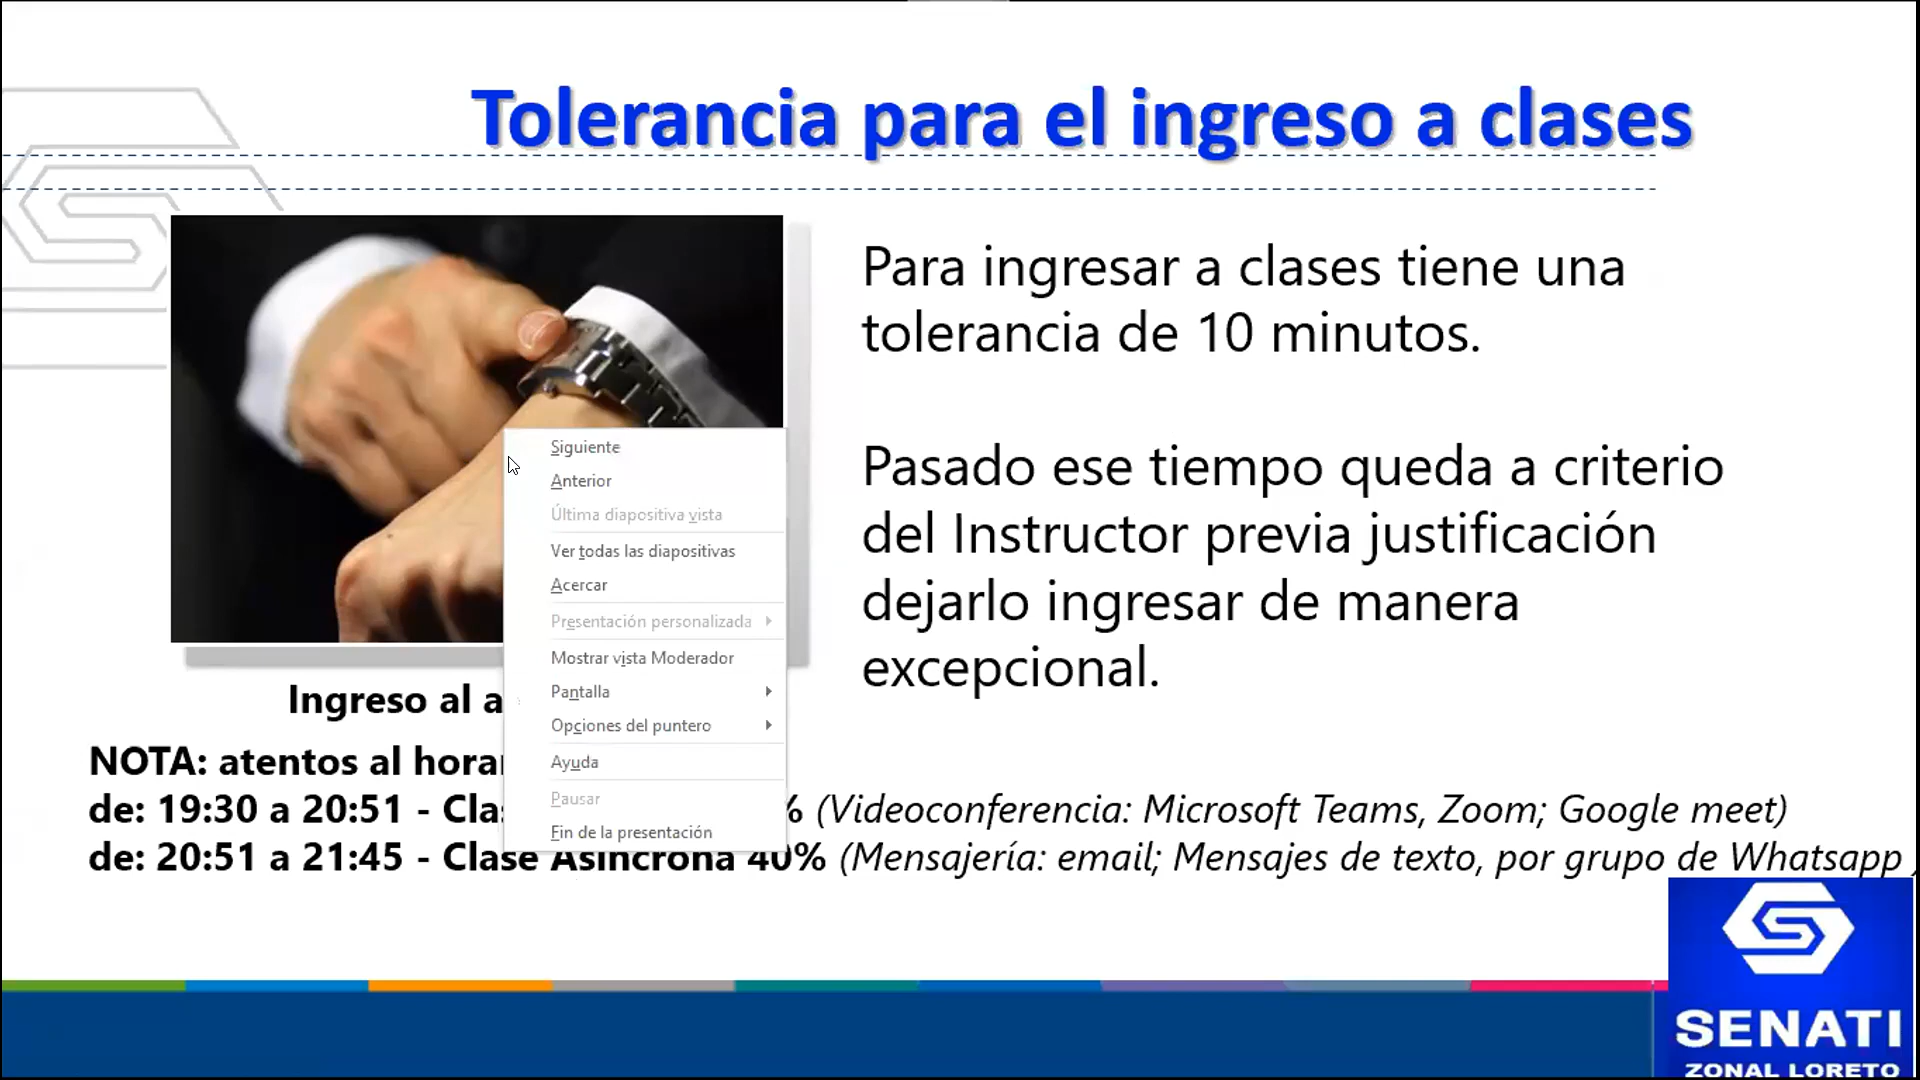 Tolerancia para el ingreso a clases
Para ingresar a clases tiene una
tolerancia de 10 minutos.
Pasado ese tiempo queda a criterio
del Instructor previa justificación
dejarlo ingresar de manera
excepcional.
Siguiente
Anterior
Última diapositiva vista
Ver todas las diapositivas
Acercar
Presentación personalizada
Mostrar vista Moderador
Pantalla
Opciones del puntero
Ayuda
Pausar
Fin de la presentación
Ingreso al
NOTA: atentos al
de: 19:30 a 20:51 - % (Videoconferencia: Microsoft Teams, Zoom; Google meet)
de: 20:51 a 21:45 - Clase Asíncrona 40% (Mensajería: email; Mensajes de texto, por grupo de Whatsapp
SENATI
ZONAL LORETO